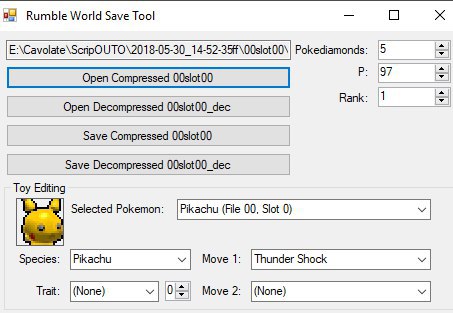 Rumble World Save Tool
E:\Cavolate\ScripOUTO\2018-05-30_14-52-35ff\00slot00\
Pokediamonds: 5
Open Compressed 00slot00
P: 97
Rank: 1
Open Decompressed 00slot00_dec
Save Compressed 00slot00
Save Decompressed 00slot00_dec
Toy Editing
Selected Pokemon: Pikachu (File 00, Slot 0)
Species: Pikachu
Move 1: Thunder Shock
Trait: (None) 0
Move 2: (None)